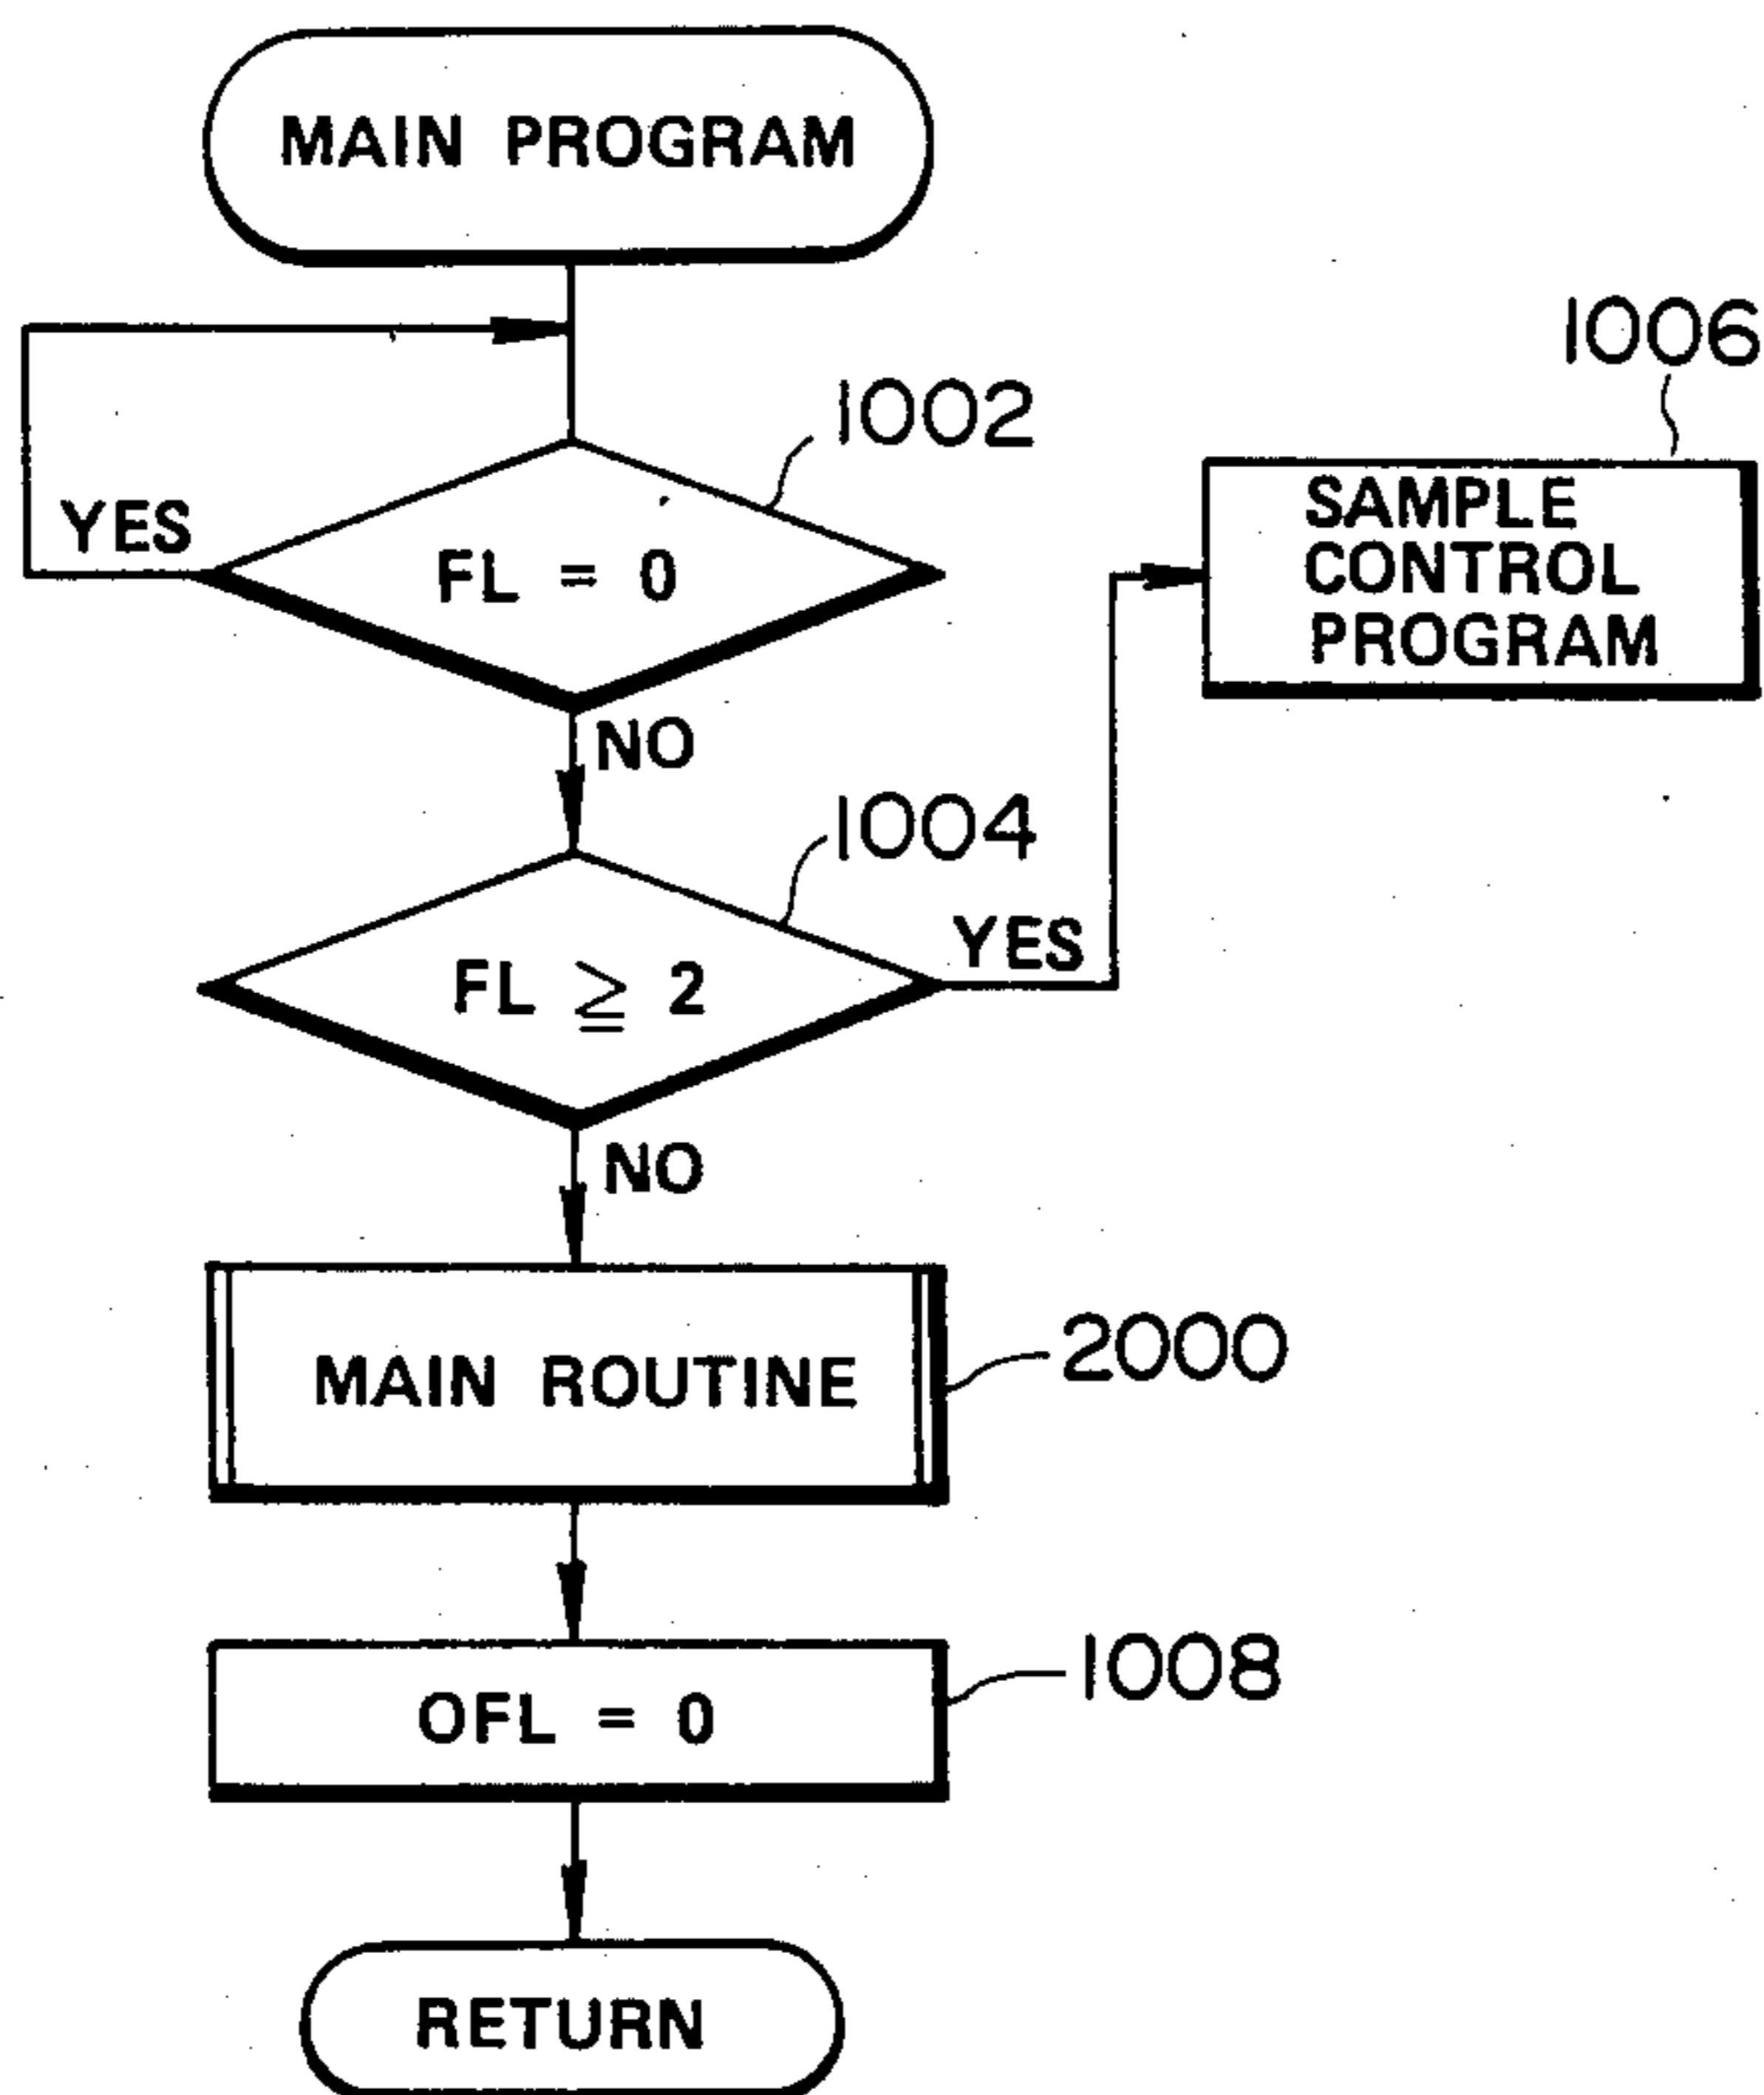 MAIN PROGRAM
1002
FL = 0
YES
NO
1004
FL ≧ 2
YES
1006
SAMPLE
CONTROL
PROGRAM
NO
MAIN ROUTINE
2000
OFL = 0
1008
RETURN